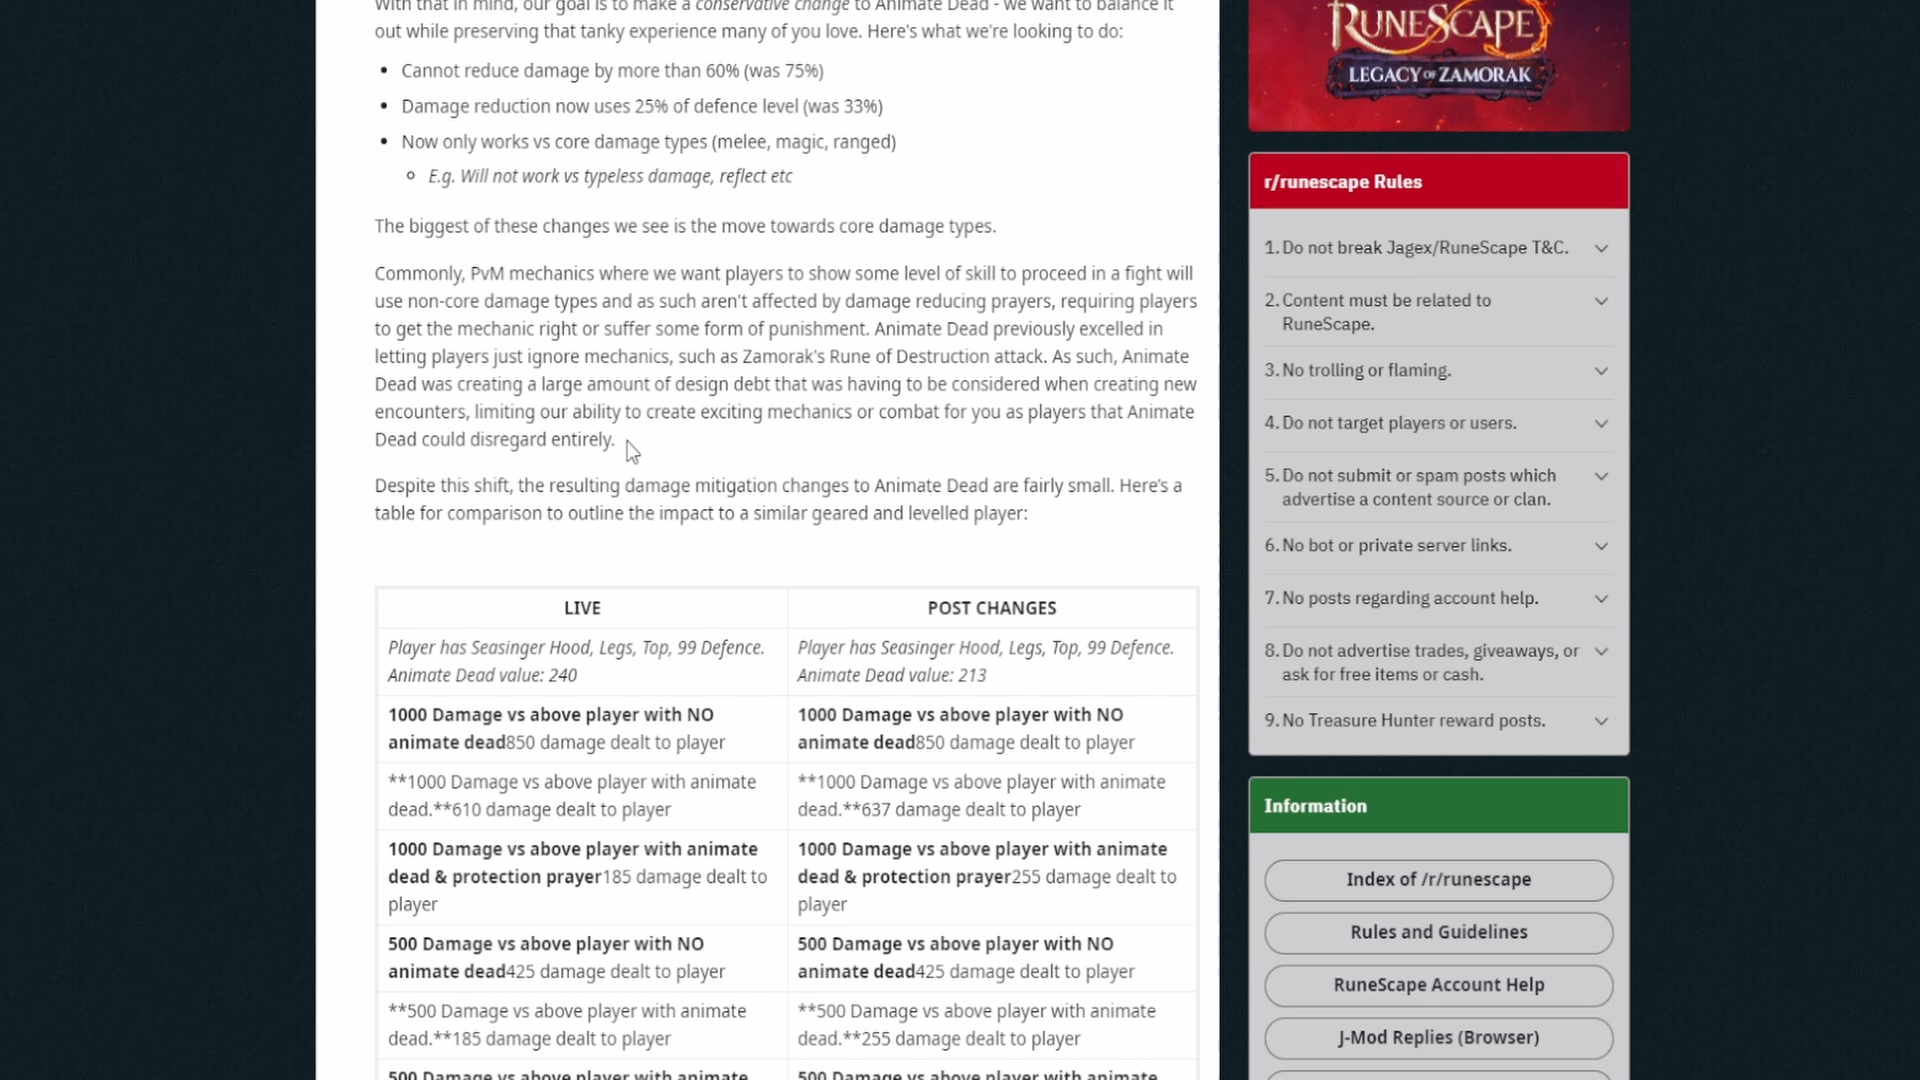 With that in mind, our goal is to make a conservative change to Animate Dead - we want to balance it
out while preserving that tanky experience many of you love. Here's what we're looking to do:
• Cannot reduce damage by more than 60% (was 75%)
• Damage reduction now uses 25% of defence level (was 33%)
• Now only works vs core damage types (melee, magic, ranged)
○ E.g. Will not work vs typeless damage, reflect etc
The biggest of these changes we see is the move towards core damage types.
Commonly, PvM mechanics where we want players to show some level of skill to proceed in a fight will
use non-core damage types and as such aren't affected by damage reducing prayers, requiring players
to get the mechanic right or suffer some form of punishment. Animate Dead previously excelled in
letting players just ignore mechanics, such as Zamorak's Rune of Destruction attack. As such, Animate
Dead was creating a large amount of design debt that was having to be considered when creating new
encounters, limiting our ability to create exciting mechanics or combat for you as players that Animate
Dead could disregard entirely.
Despite this shift, the resulting damage mitigation changes to Animate Dead are fairly small. Here's a
table for comparison to outline the impact to a similar geared and levelled player:
LIVE
POST CHANGES
Player has Seasinger Hood, Legs, Top, 99 Defence.
Animate Dead value: 240
Player has Seasinger Hood, Legs, Top, 99 Defence.
Animate Dead value: 213
1000 Damage vs above player with NO
animate dead850 damage dealt to player
1000 Damage vs above player with NO
animate dead850 damage dealt to player
**1000 Damage vs above player with animate
dead.**610 damage dealt to player
**1000 Damage vs above player with animate
dead.**637 damage dealt to player
1000 Damage vs above player with animate
dead & protection prayer185 damage dealt to
player
1000 Damage vs above player with animate
dead & protection prayer255 damage dealt to
player
500 Damage vs above player with NO
animate dead425 damage dealt to player
500 Damage vs above player with NO
animate dead425 damage dealt to player
**500 Damage vs above player with animate
dead.**185 damage dealt to player
**500 Damage vs above player with animate
dead.**255 damage dealt to player
500 Damage vs above player with animate
500 Damage vs above player with animate
RUNESCAPE
LEGACY OF ZAMORAK
r/runescape Rules
1. Do not break Jagex/RuneScape T&C.
2. Content must be related to
RuneScape.
3. No trolling or flaming.
4. Do not target players or users.
5. Do not submit or spam posts which
advertise a content source or clan.
6. No bot or private server links.
7. No posts regarding account help.
8. Do not advertise trades, giveaways, or
ask for free items or cash.
9. No Treasure Hunter reward posts.
Information
Index of /r/runescape
Rules and Guidelines
RuneScape Account Help
J-Mod Replies (Browser)